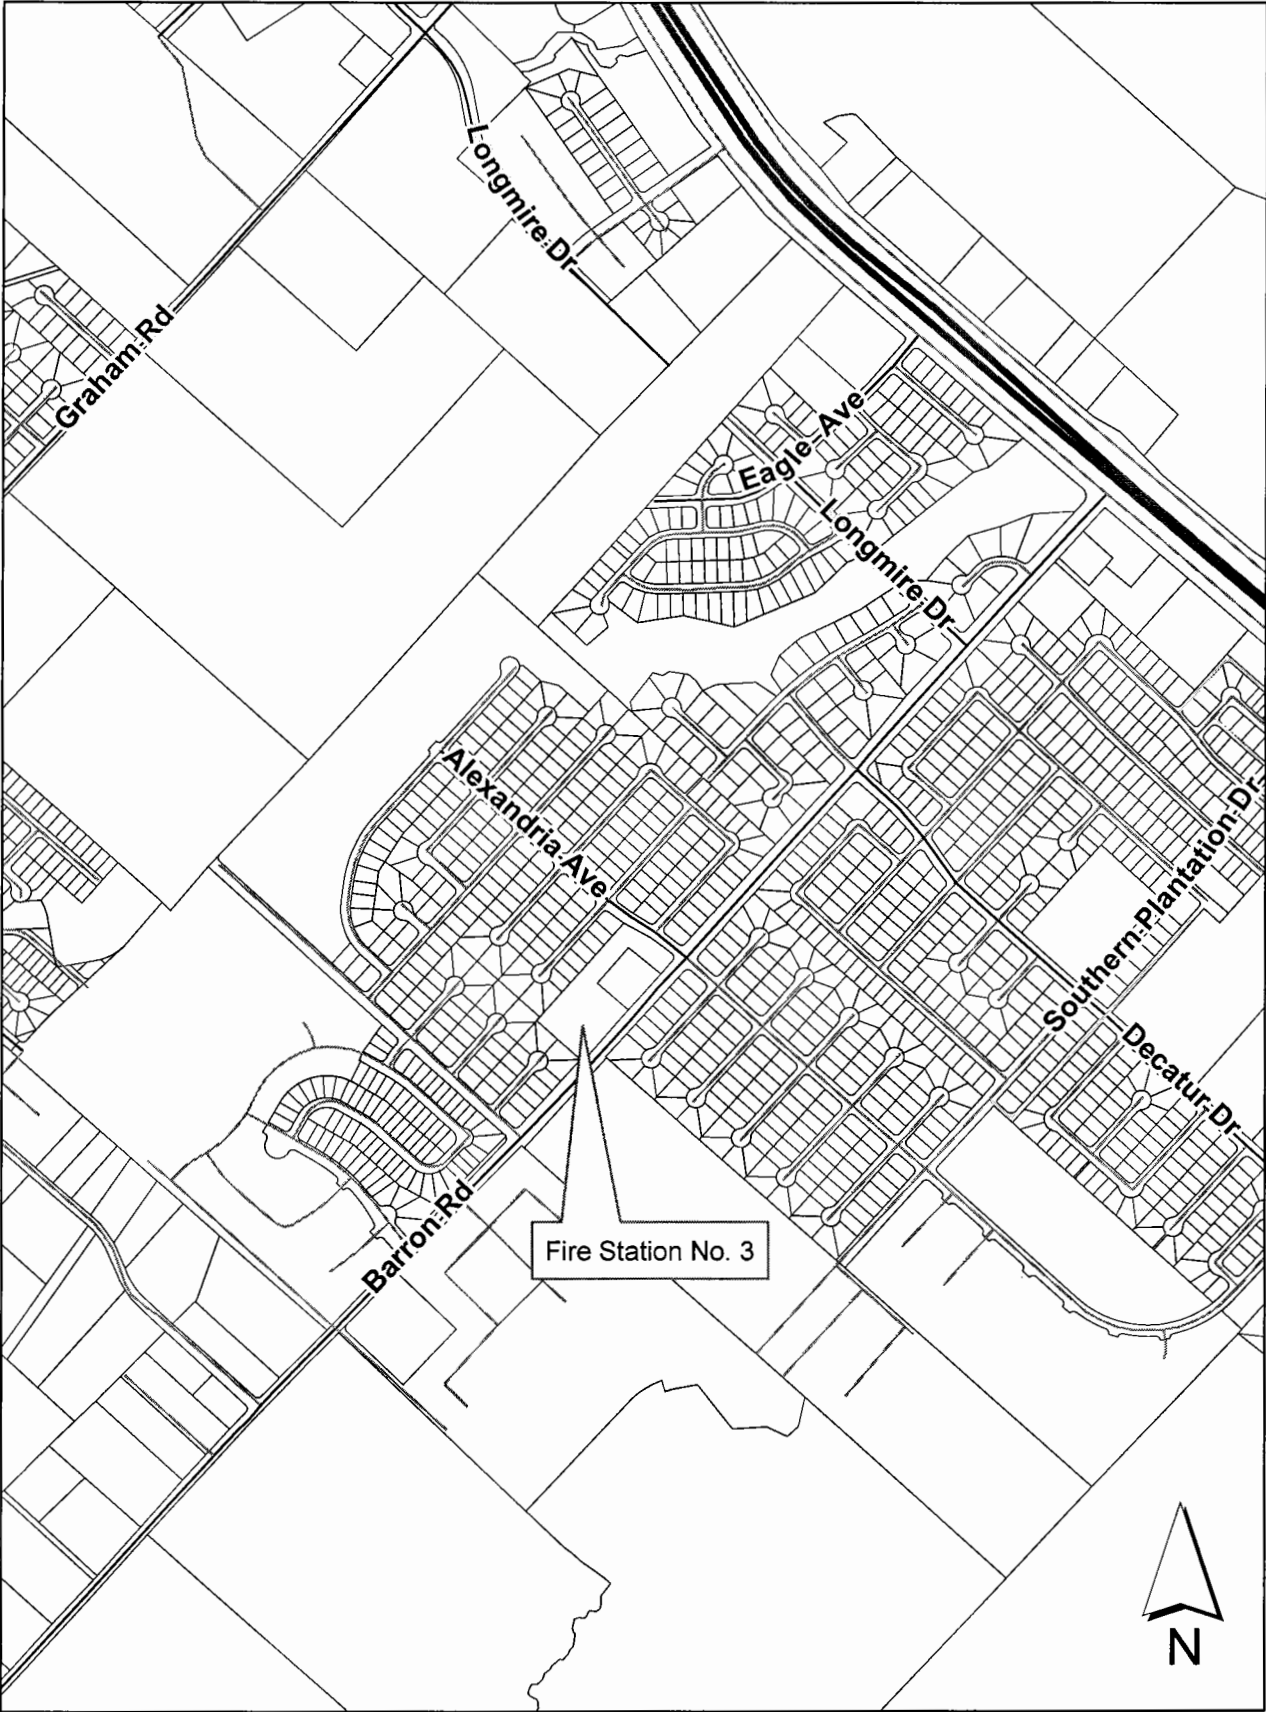 Longmire Dr
Graham Rd
Eagle Ave
Longmire Dr
Alexandria Ave
Southern Plantation Dr
Decatur Dr
Barron Rd
Fire Station No. 3
N